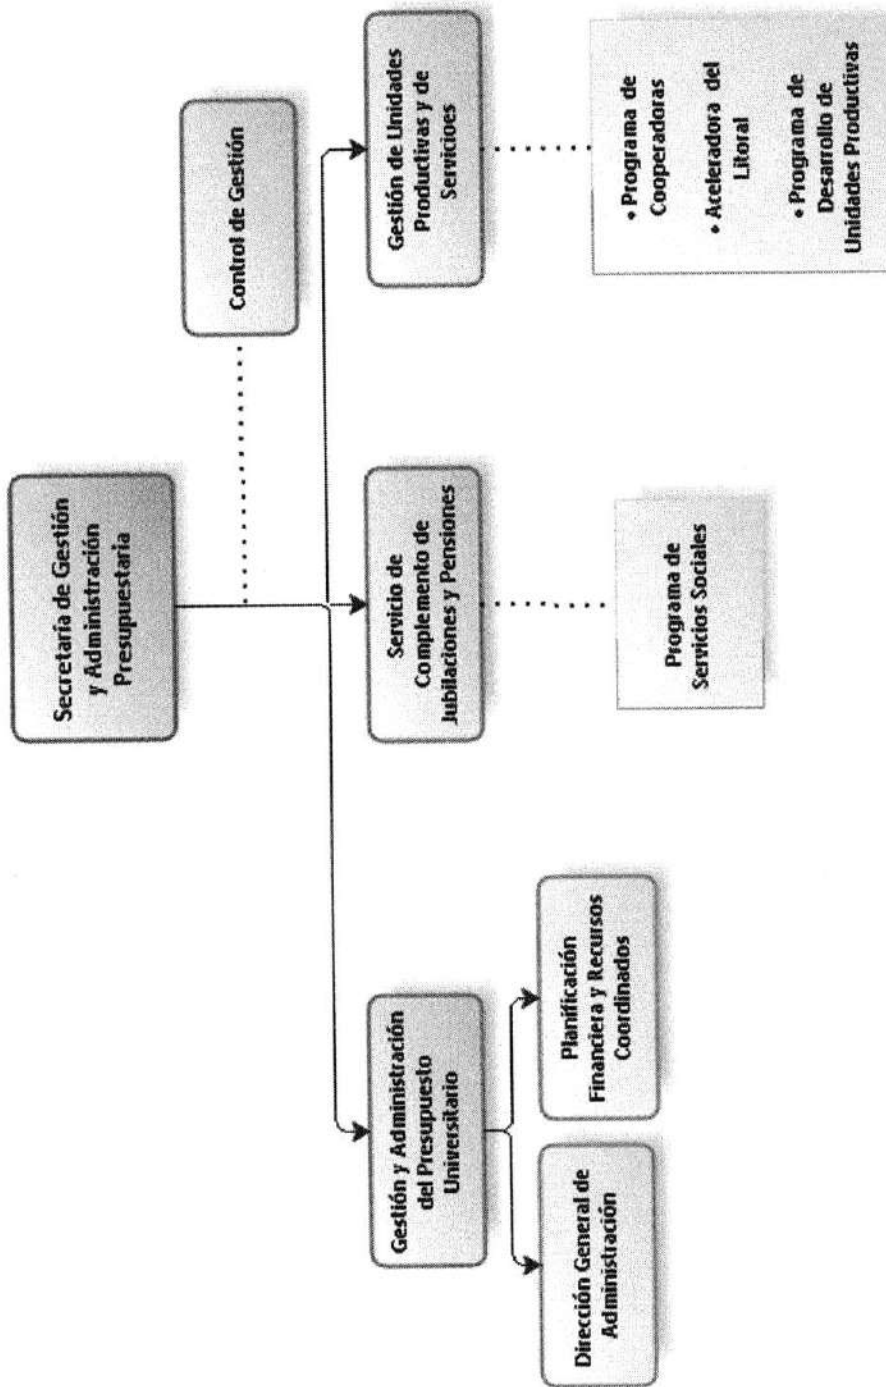 Secretaría de Gestión
y Administración
Presupuestaria
Control de Gestión
Gestión y Administración
del Presupuesto
Universitario
Servicio de
Complemento de
Jubilaciones y Pensiones
Gestión de Unidades
Productivas y de
Servicioes
Dirección General de
Administración
Planificación
Financiera y Recursos
Coordinados
Programa de
Servicios Sociales
• Programa de
Cooperadoras
• Aceleradora del
Litoral
• Programa de
Desarrollo de
Unidades Productivas